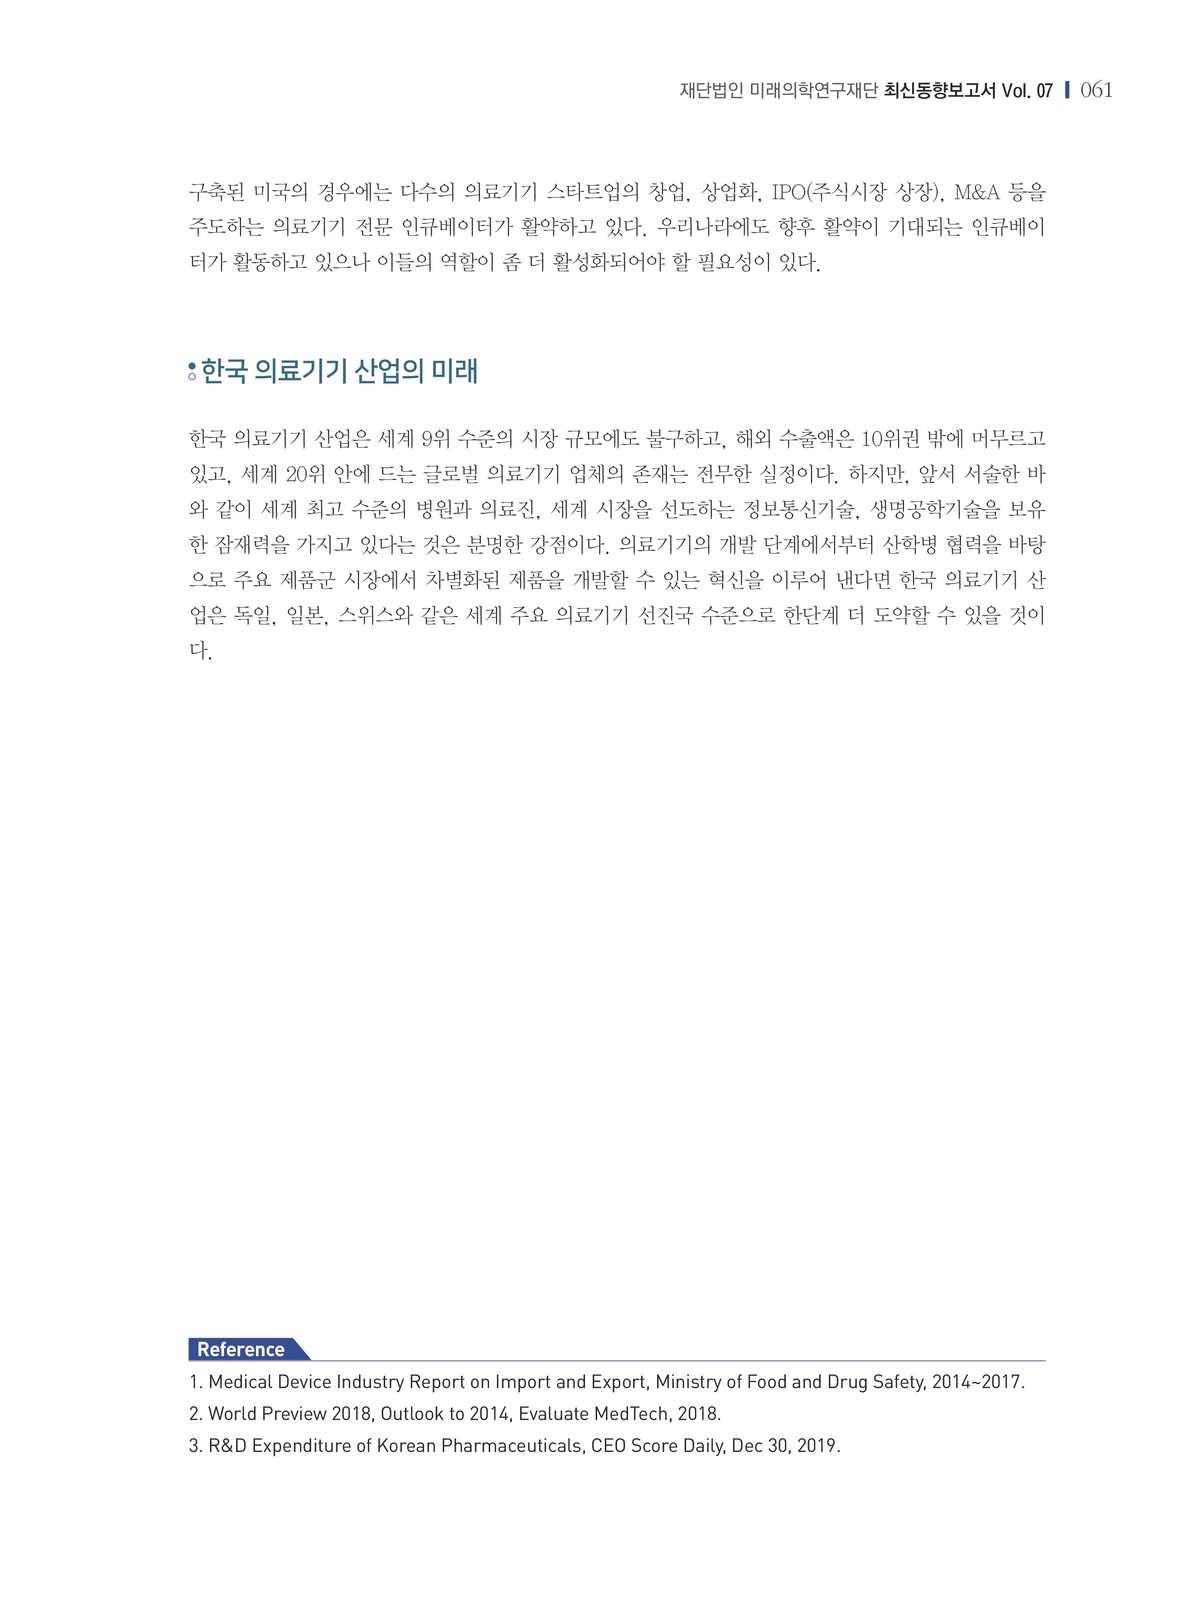 재단법인 미래의학연구재단 최신동향보고서 Vol. 07 061
구축된 미국의 경우에는 다수의 의료기기 스타트업의 창업, 상업화, IPO(주식시장 상장), M&A 등을
주도하는 의료기기 전문 인큐베이터가 활약하고 있다. 우리나라에도 향후 활약이 기대되는 인큐베이
터가 활동하고 있으나 이들의 역할이 좀 더 활성화되어야 할 필요성이 있다.
한국 의료기기 산업의 미래
한국 의료기기 산업은 세계 9위 수준의 시장 규모에도 불구하고, 해외 수출액은 10위권 밖에 머무르고
있고, 세계 20위 안에 드는 글로벌 의료기기 업체의 존재는 전무한 실정이다. 하지만, 앞서 서술한 바
와 같이 세계 최고 수준의 병원과 의료진, 세계 시장을 선도하는 정보통신기술, 생명공학기술을 보유
한 잠재력을 가지고 있다는 것은 분명한 강점이다. 의료기기의 개발 단계에서부터 산학병 협력을 바탕
으로 주요 제품군 시장에서 차별화된 제품을 개발할 수 있는 혁신을 이루어 낸다면 한국 의료기기 산
업은 독일, 일본, 스위스와 같은 세계 주요 의료기기 선진국 수준으로 한단계 더 도약할 수 있을 것이
다.
Reference
1. Medical Device Industry Report on Import and Export, Ministry of Food and Drug Safety, 2014~2017.
2. World Preview 2018, Outlook to 2014, Evaluate MedTech, 2018.
3. R&D Expenditure of Korean Pharmaceuticals, CEO Score Daily, Dec 30, 2019.